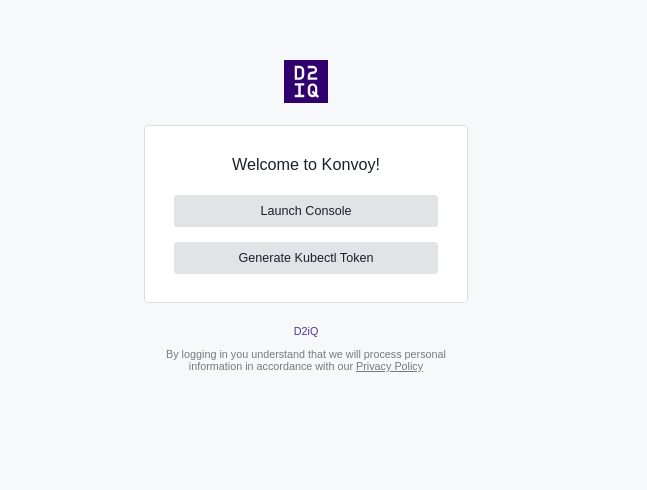 D2
IQ
Welcome to Konvoy!
Launch Console
Generate Kubectl Token
D2iQ
By logging in you understand that we will process personal
information in accordance with our Privacy Policy